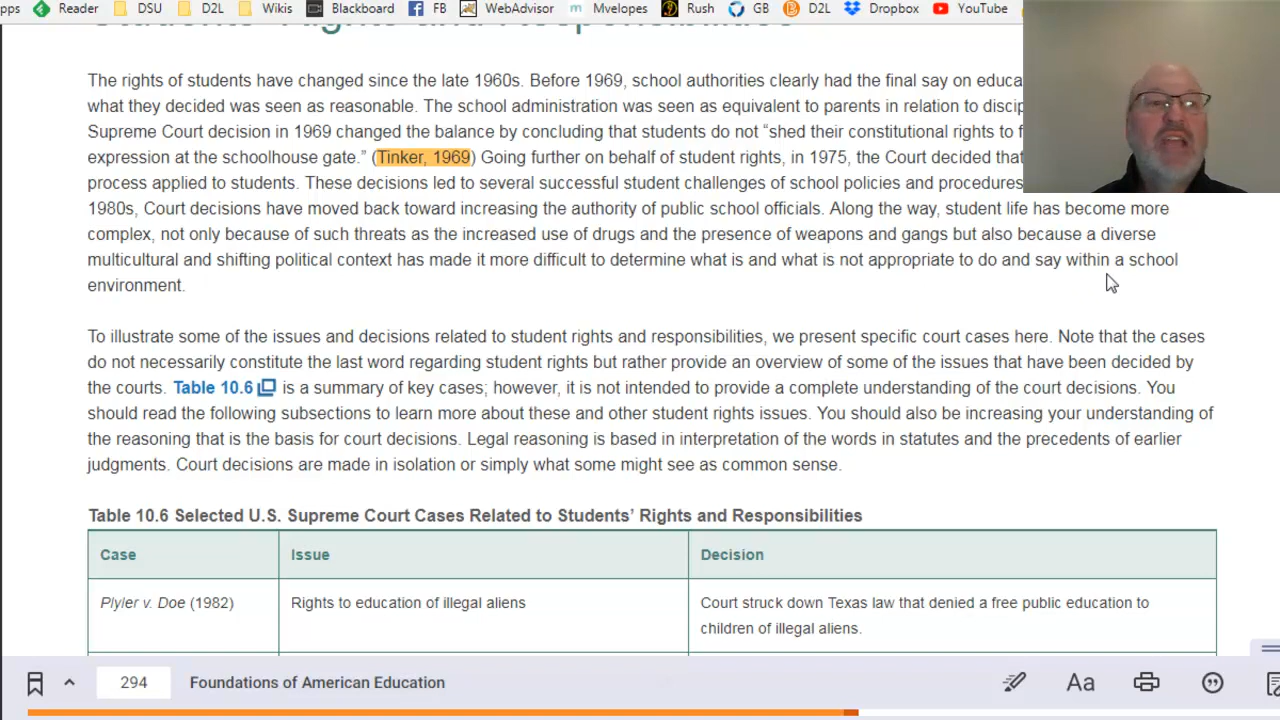 pps Reader DSU D2L Wikis Blackboard FB WebAdvisor Mvelopes Rush GB D2L Dropbox YouTube
Students' Rights and Responsibilities
The rights of students have changed since the late 1960s. Before 1969, school authorities clearly had the final say on educa
what they decided was seen as reasonable. The school administration was seen as equivalent to parents in relation to discip
Supreme Court decision in 1969 changed the balance by concluding that students do not “shed their constitutional rights to f
expression at the schoolhouse gate.” (Tinker, 1969) Going further on behalf of student rights, in 1975, the Court decided that
process applied to students. These decisions led to several successful student challenges of school policies and procedures
1980s, Court decisions have moved back toward increasing the authority of public school officials. Along the way, student life has become more
complex, not only because of such threats as the increased use of drugs and the presence of weapons and gangs but also because a diverse
multicultural and shifting political context has made it more difficult to determine what is and what is not appropriate to do and say within a school
environment.
To illustrate some of the issues and decisions related to student rights and responsibilities, we present specific court cases here. Note that the cases
do not necessarily constitute the last word regarding student rights but rather provide an overview of some of the issues that have been decided by
the courts. Table 10.6 is a summary of key cases; however, it is not intended to provide a complete understanding of the court decisions. You
should read the following subsections to learn more about these and other student rights issues. You should also be increasing your understanding of
the reasoning that is the basis for court decisions. Legal reasoning is based in interpretation of the words in statutes and the precedents of earlier
judgments. Court decisions are made in isolation or simply what some might see as common sense.
Table 10.6 Selected U.S. Supreme Court Cases Related to Students’ Rights and Responsibilities
Case Issue Decision
Plyler v. Doe (1982) Rights to education of illegal aliens Court struck down Texas law that denied a free public education to
children of illegal aliens.
294 Foundations of American Education Aa